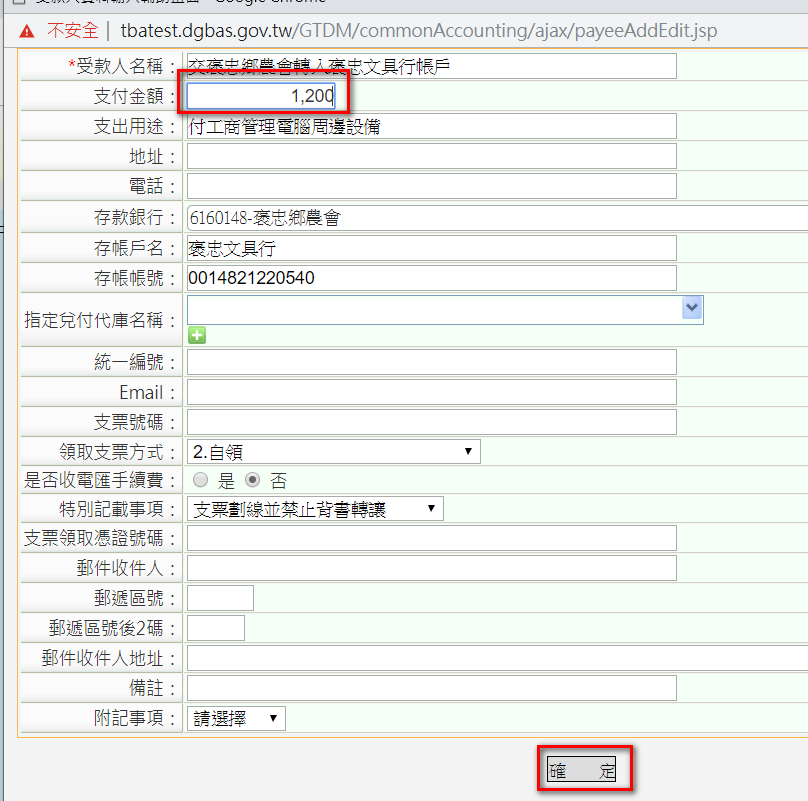 不安全 | tbatest.dgbas.gov.tw/GTDM/commonAccounting/ajax/payeeAddEdit.jsp
*受款人名稱： 交褒忠鄉農會轉入褒忠文具行帳戶
支付金額： 1,200
支出用途： 付工商管理電腦周邊設備
地址：
電話：
存款銀行： 6160148-褒忠鄉農會
存帳戶名： 褒忠文具行
存帳帳號： 0014821220540
指定兌付代庫名稱：
統一編號：
Email：
支票號碼：
領取支票方式： 2.自領
是否收電匯手續費： 是 否
特別記載事項： 支票劃線並禁止背書轉讓
支票領取憑證號碼：
郵件收件人：
郵遞區號：
郵遞區號後2碼：
郵件收件人地址：
備註：
附記事項： 請選擇
確 定